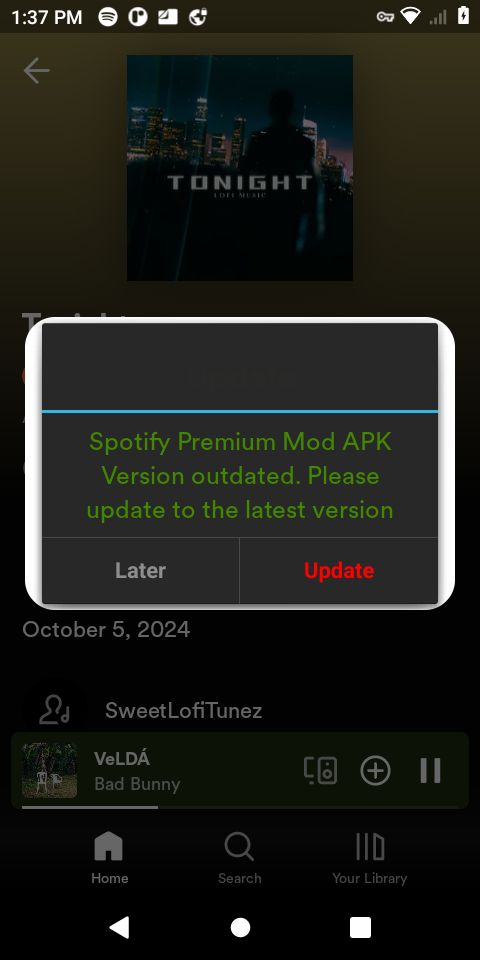 1:37 PM
TONIGHT
LOFI MUSIC
Tonight
Update
Spotify Premium Mod APK
Version outdated. Please
update to the latest version
Later
Update
October 5, 2024
SweetLofiTunez
VeLDÁ
Bad Bunny
Home
Search
Your Library